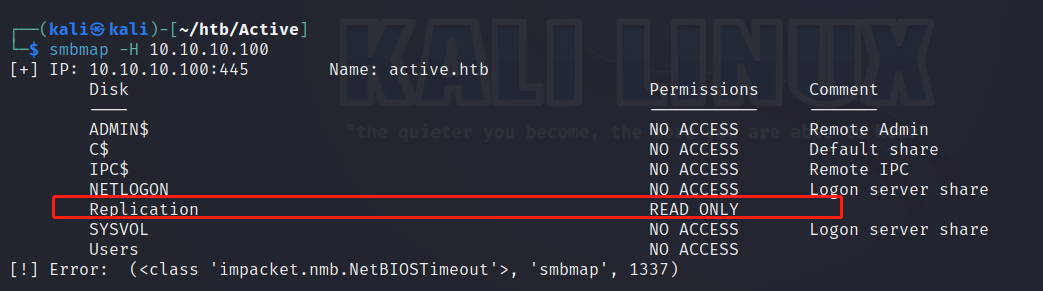 ┌──(kali㉿kali)-[~/htb/Active]
└─$ smbmap -H 10.10.10.100
[+] IP: 10.10.10.100:445        Name: active.htb
        Disk                                                    Permissions     Comment
        ----                                                    -----------     -------
        ADMIN$                                                  NO ACCESS       Remote Admin
        C$                                                      NO ACCESS       Default share
        IPC$                                                    NO ACCESS       Remote IPC
        NETLOGON                                                NO ACCESS       Logon server share
        Replication                                             READ ONLY
        SYSVOL                                                  NO ACCESS       Logon server share
        Users                                                   NO ACCESS
[!] Error:  (<class 'impacket.nmb.NetBIOSTimeout'>, 'smbmap', 1337)
KALI LINUX
"the quieter you become, the are